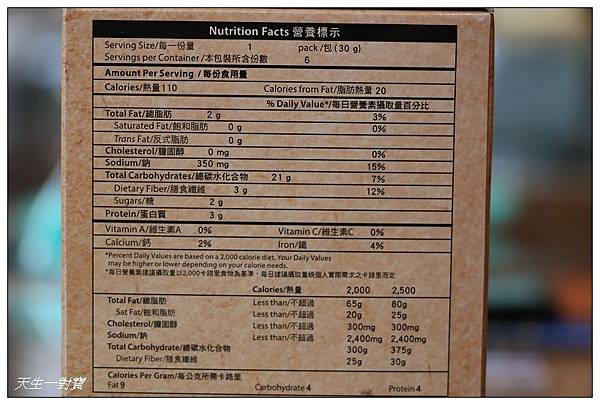 Nutrition Facts 營養標示
Serving Size/每一份量 1 pack/包 (30 g)
Servings per Container/本包裝所含份數 6
Amount Per Serving / 每份食用量
Calories/熱量 110 Calories from Fat/脂肪熱量 20
% Daily Value*/每日營養素攝取量百分比
Total Fat/總脂肪 2 g 3%
Saturated Fat/飽和脂肪 0 g 0%
Trans Fat/反式脂肪 0 g
Cholesterol/膽固醇 0 mg 0%
Sodium/鈉 350 mg 15%
Total Carbohydrates/總碳水化合物 21 g 7%
Dietary Fiber/膳食纖維 3 g 12%
Sugars/糖 2 g
Protein/蛋白質 3 g
Vitamin A/維生素A 0% Vitamin C/維生素C 0%
Calcium/鈣 2% Iron/鐵 4%
*Percent Daily Values are based on a 2,000 calorie diet. Your Daily Values
may be higher or lower depending on your calorie needs.
*每日營養素建議攝取量以2,000卡路里食物為基準，每日建議攝取量視個人實際需求之卡路里而定
Calories/熱量 2,000 2,500
Total Fat/總脂肪 Less than/不超過 65g 80g
Sat Fat/飽和脂肪 Less than/不超過 20g 25g
Cholesterol/膽固醇 Less than/不超過 300mg 300mg
Sodium/鈉 Less than/不超過 2,400mg 2,400mg
Total Carbohydrate/總碳水化合物 300g 375g
Dietary Fiber/膳食纖維 25g 30g
Calories Per Gram/每公克所需卡路里
Fat 9 Carbohydrate 4 Protein 4
天生一對寶